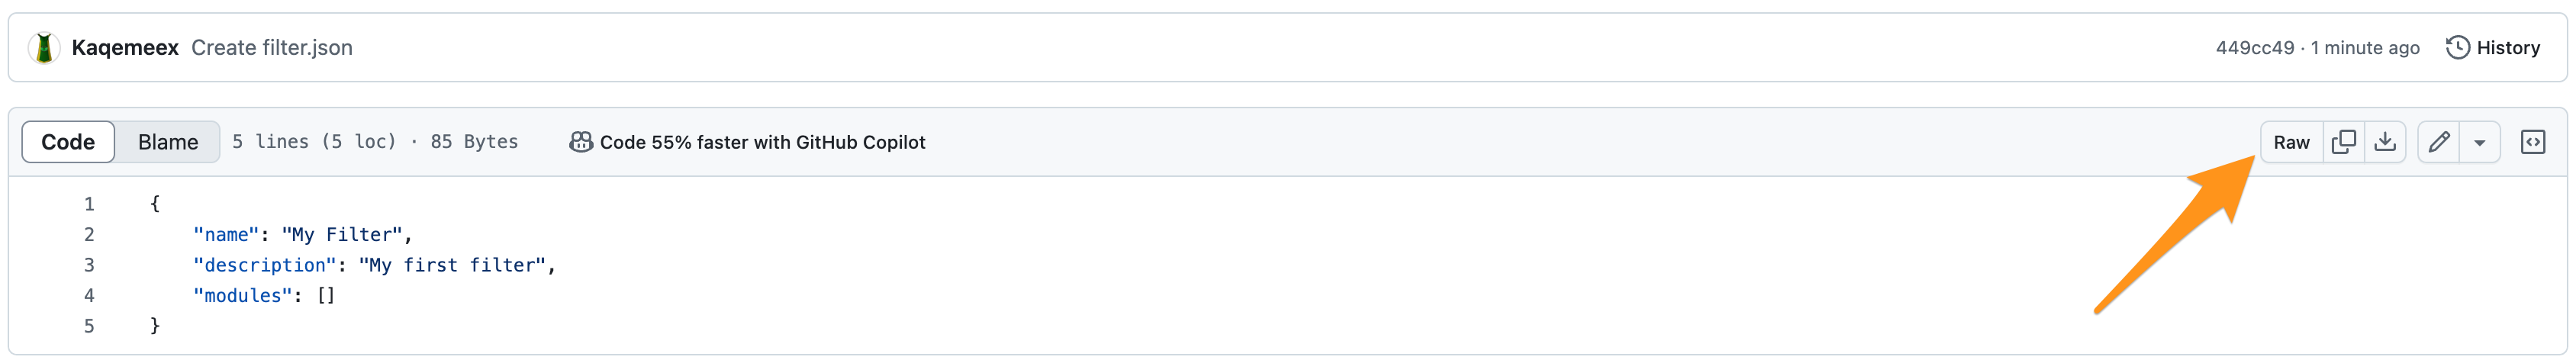 Kaqemeex Create filter.json 449cc49 · 1 minute ago History
Code Blame 5 lines (5 loc) · 85 Bytes Code 55% faster with GitHub Copilot Raw
1 {
2     "name": "My Filter",
3     "description": "My first filter",
4     "modules": []
5 }